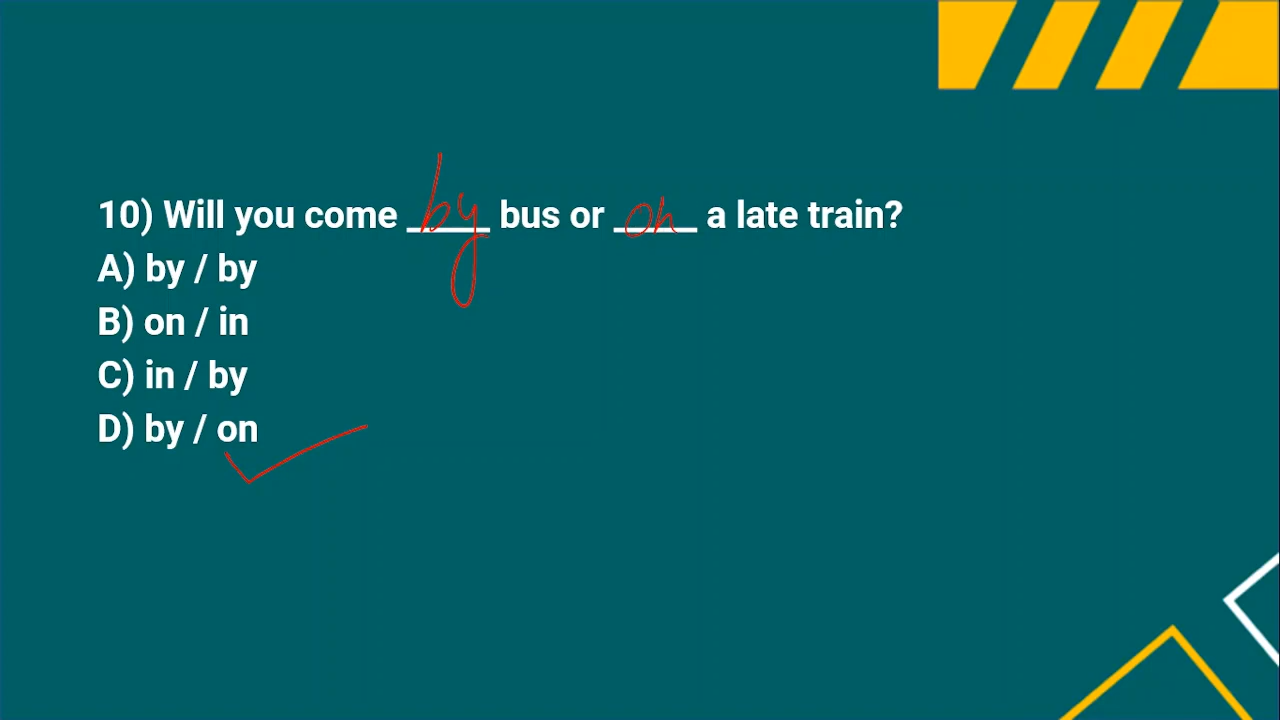 10) Will you come by bus or on a late train?
A) by / by
B) on / in
C) in / by
D) by / on